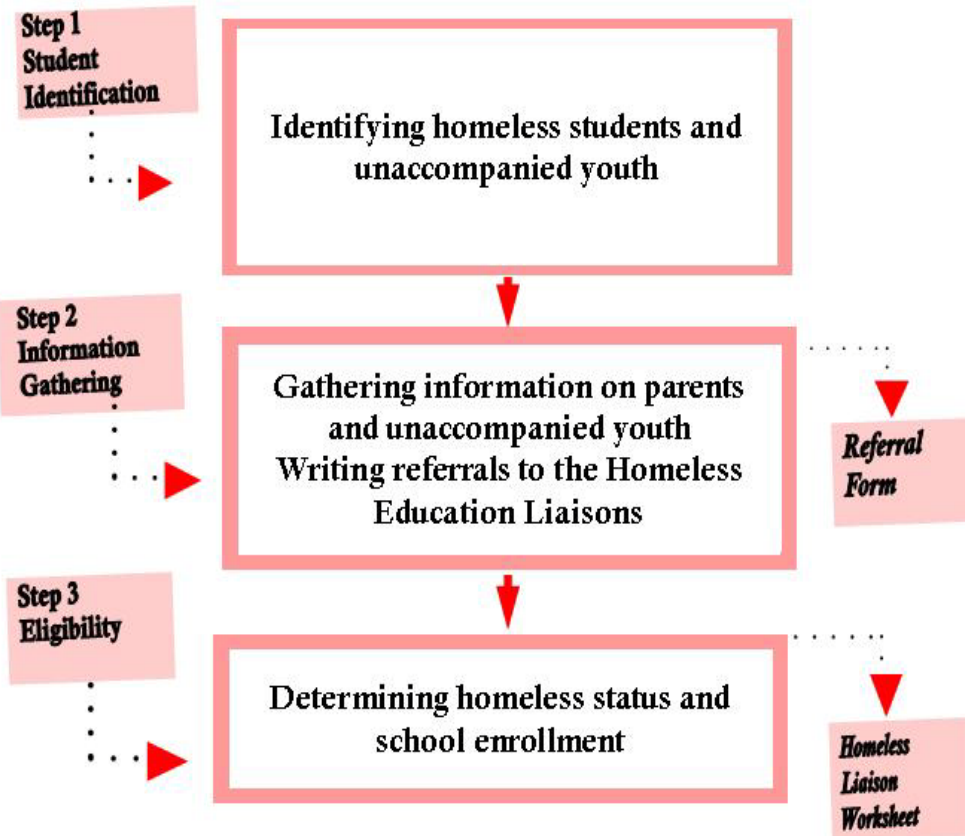 Step 1
Student
Identification
Identifying homeless students and
unaccompanied youth
Step 2
Information
Gathering
Gathering information on parents
and unaccompanied youth
Writing referrals to the Homeless
Education Liaisons
Referral
Form
Step 3
Eligibility
Determining homeless status and
school enrollment
Homeless
Liaison
Worksheet